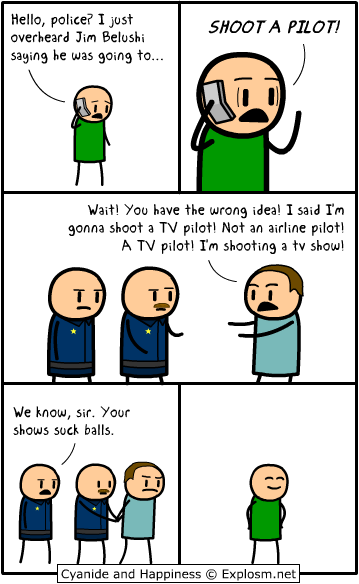 Hello, police? I just
overheard Jim Belushi
saying he was going to...
SHOOT A PILOT!
Wait! You have the wrong idea! I said I'm
gonna shoot a TV pilot! Not an airline pilot!
A TV pilot! I'm shooting a tv show!
We know, sir. Your
shows suck balls.
Cyanide and Happiness © Explosm.net